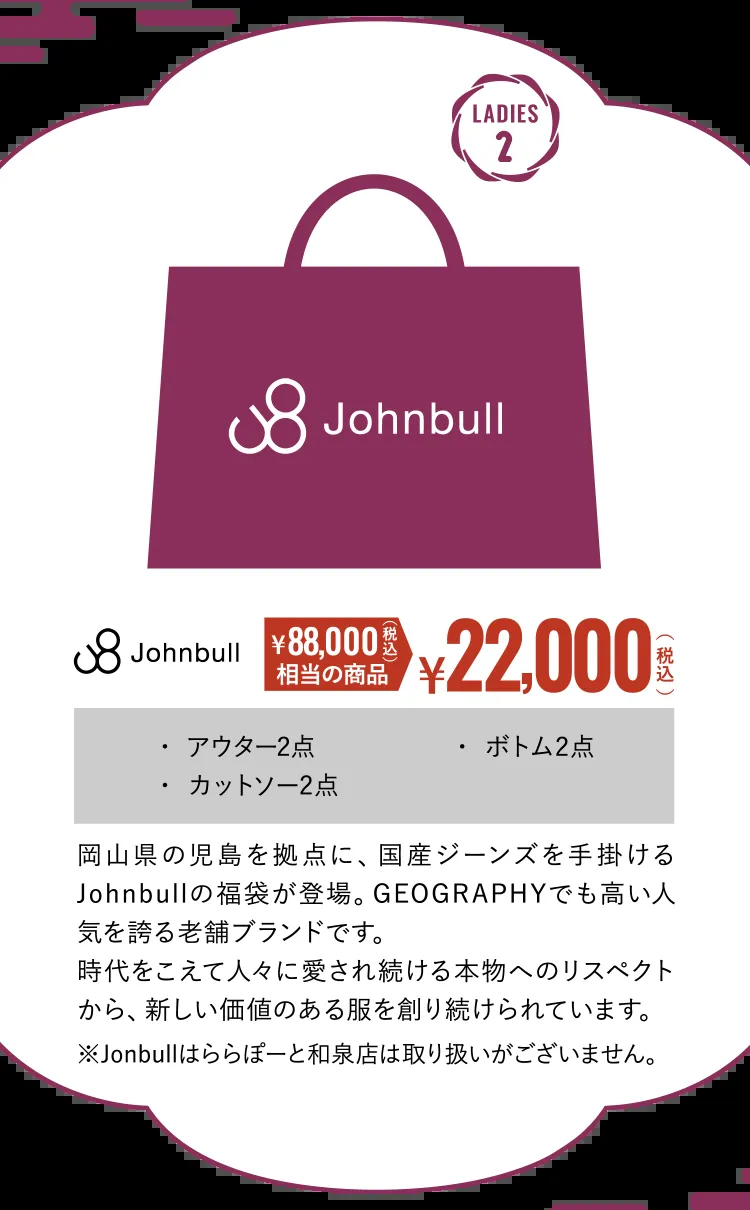 LADIES
2
Johnbull
Johnbull
¥88,000(税込)
相当の商品
¥22,000(税込)
・ アウター2点
・ ボトム2点
・ カットソー2点
岡山県の児島を拠点に、国産ジーンズを手掛ける
Johnbullの福袋が登場。GEOGRAPHYでも高い人
気を誇る老舗ブランドです。
時代をこえて人々に愛され続ける本物へのリスペクト
から、新しい価値のある服を創り続けられています。
※Jonbullはららぽーと和泉店は取り扱いがございません。